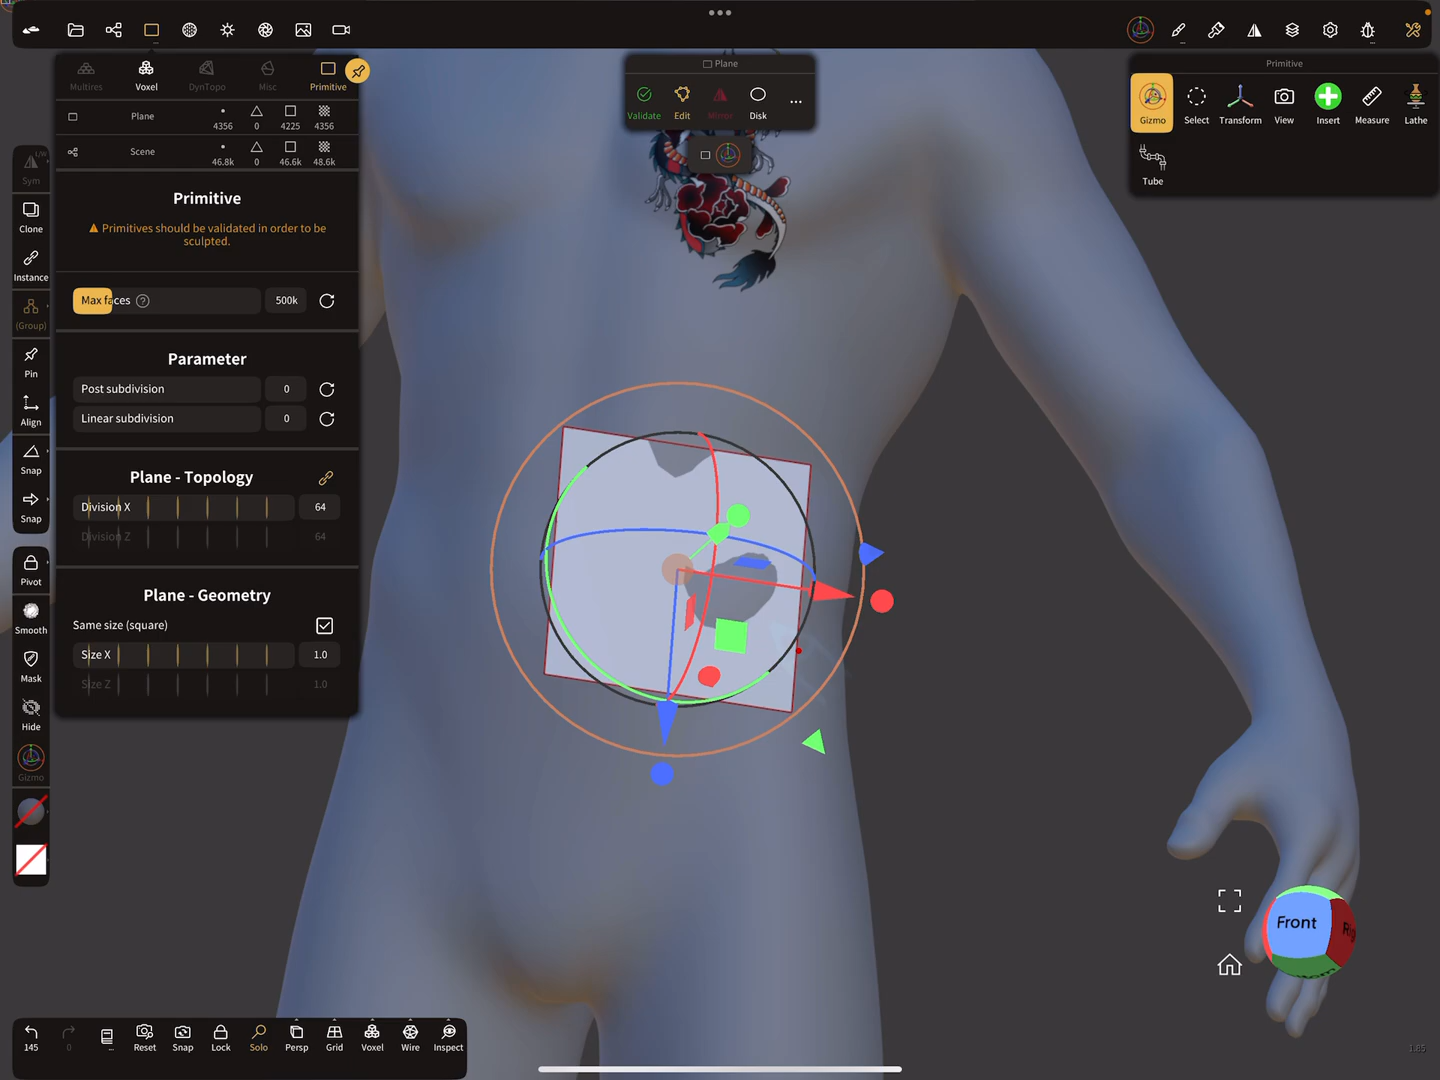 Multires Voxel DynTopo Misc Primitive
Plane 4356 0 4225 4356
Scene 46.8k 0 46.6k 48.6k
Primitive
Primitives should be validated in order to be
sculpted.
Max faces ? 500k
Parameter
Post subdivision 0
Linear subdivision 0
Plane - Topology
Division X 64
Division Z 64
Plane - Geometry
Same size (square)
Size X 1.0
Size Z 1.0
L/W
Sym
Clone
Instance
(Group)
Pin
Align
Snap
Snap
Pivot
Smooth
Mask
Hide
Gizmo
Plane
Validate Edit Mirror Disk ...
Primitive
Gizmo Select Transform View Insert Measure Lathe
Tube
Front
145 0 ... Reset Snap Lock Solo Persp Grid Voxel Wire Inspect
1.85